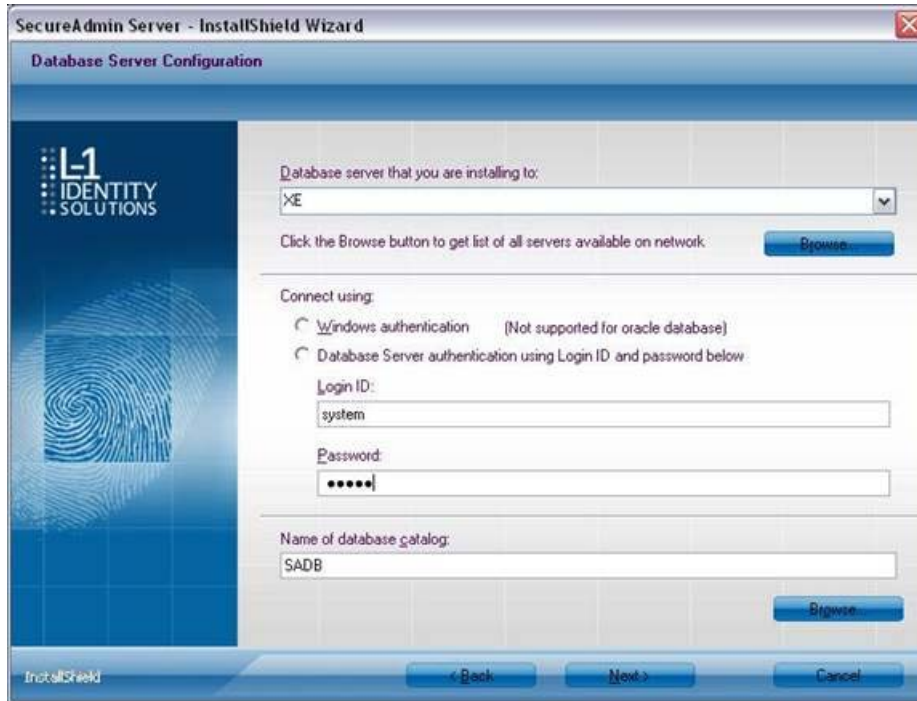 SecureAdmin Server - InstallShield Wizard
Database Server Configuration
L-1
IDENTITY
SOLUTIONS
Database server that you are installing to:
XE
Click the Browse button to get list of all servers available on network
Browse...
Connect using:
Windows authentication (Not supported for oracle database)
Database Server authentication using Login ID and password below
Login ID:
system
Password:
•••••
Name of database catalog:
SADB
Browse...
InstallShield
< Back
Next >
Cancel